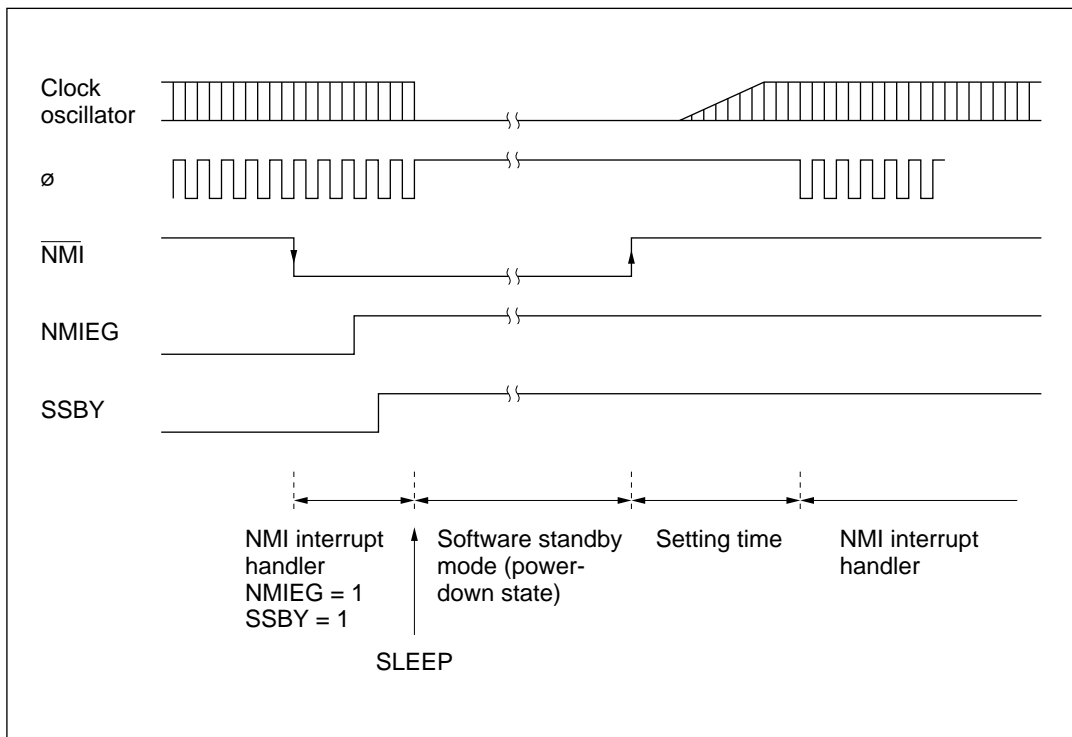 Clock
oscillator
ø
NMI
NMIEG
SSBY
NMI interrupt
handler
NMIEG = 1
SSBY = 1
Software standby
mode (power-
down state)
Setting time
NMI interrupt
handler
SLEEP